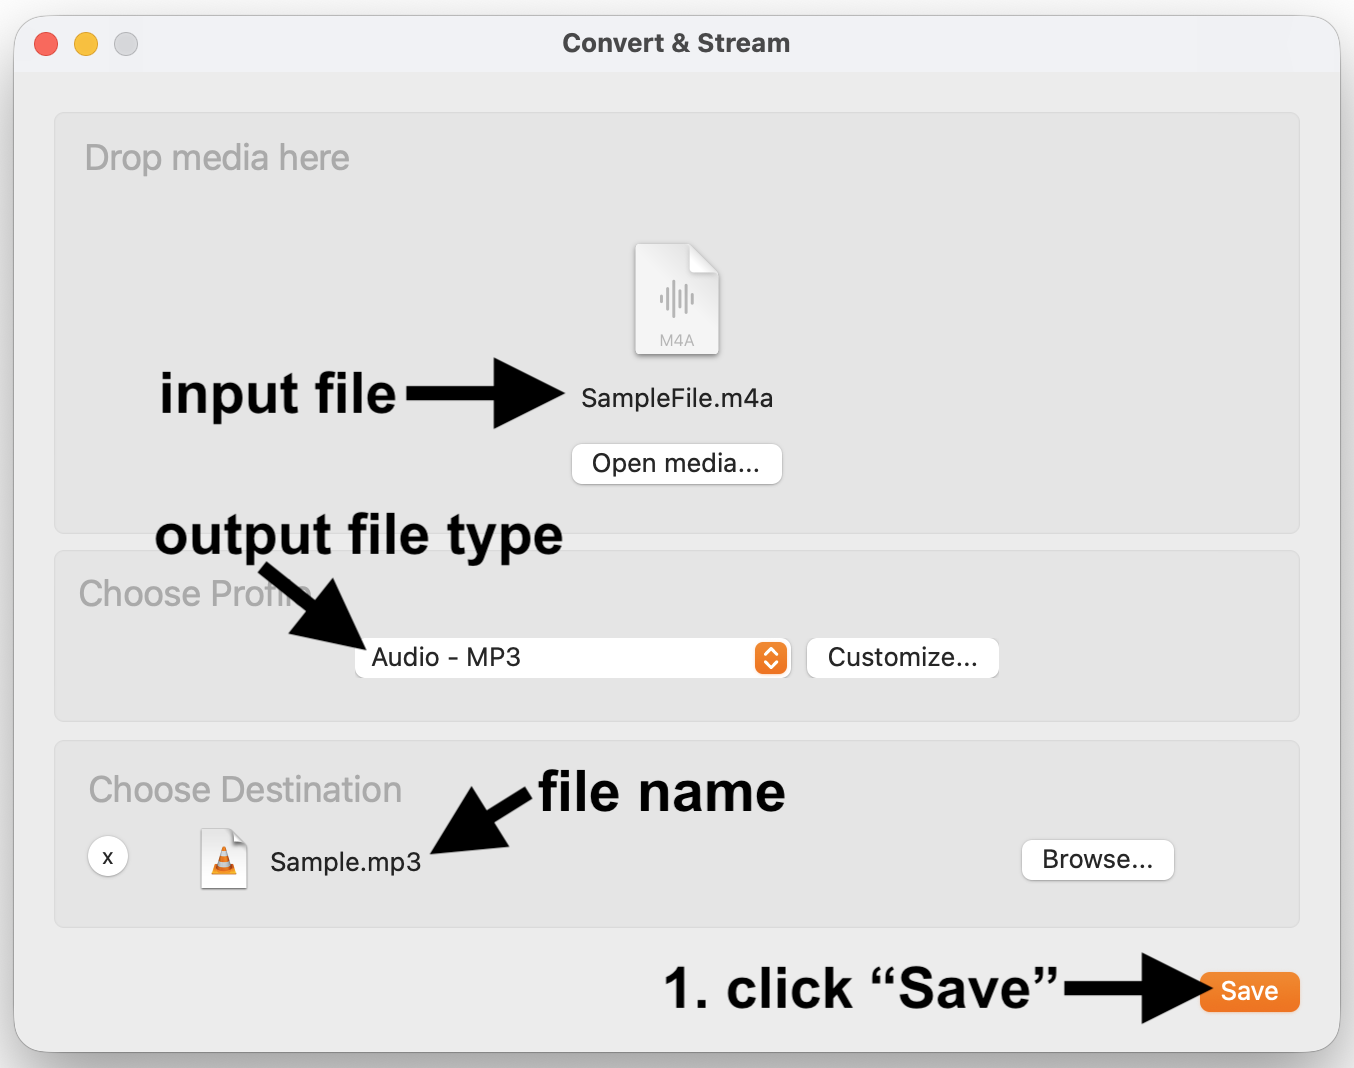 Convert & Stream
Drop media here
M4A
input file
SampleFile.m4a
Open media...
output file type
Choose Profile
Audio - MP3
Customize...
file name
Choose Destination
x
Sample.mp3
Browse...
1. click “Save”
Save